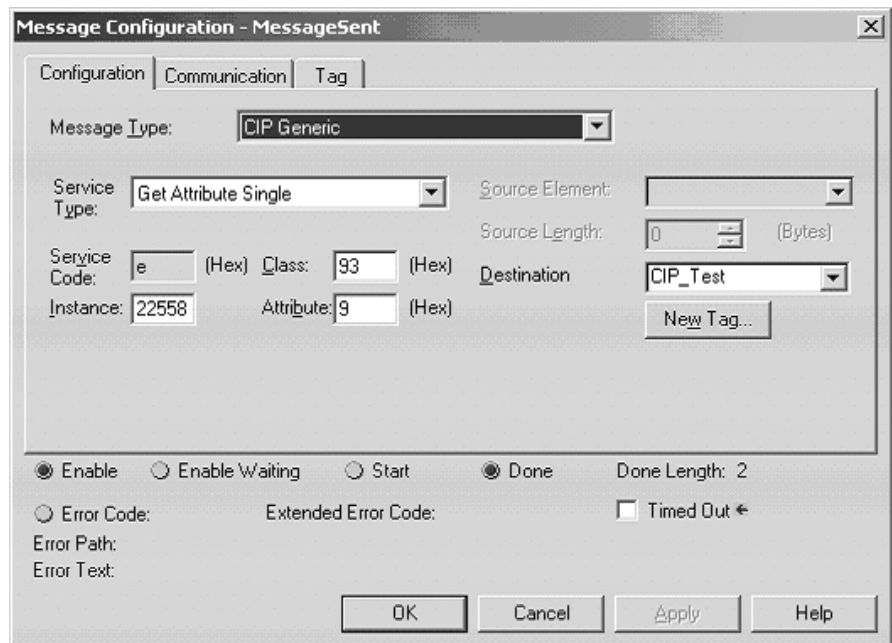 Message Configuration - MessageSent
Configuration Communication Tag
Message Type: CIP Generic
Service Type: Get Attribute Single
Source Element:
Source Length: 0 (Bytes)
Service Code: e (Hex) Class: 93 (Hex)
Destination CIP_Test
Instance: 22558 Attribute: 9 (Hex)
New Tag...
Enable Enable Waiting Start Done Done Length: 2
Error Code: Extended Error Code: Timed Out ←
Error Path:
Error Text:
OK Cancel Apply Help